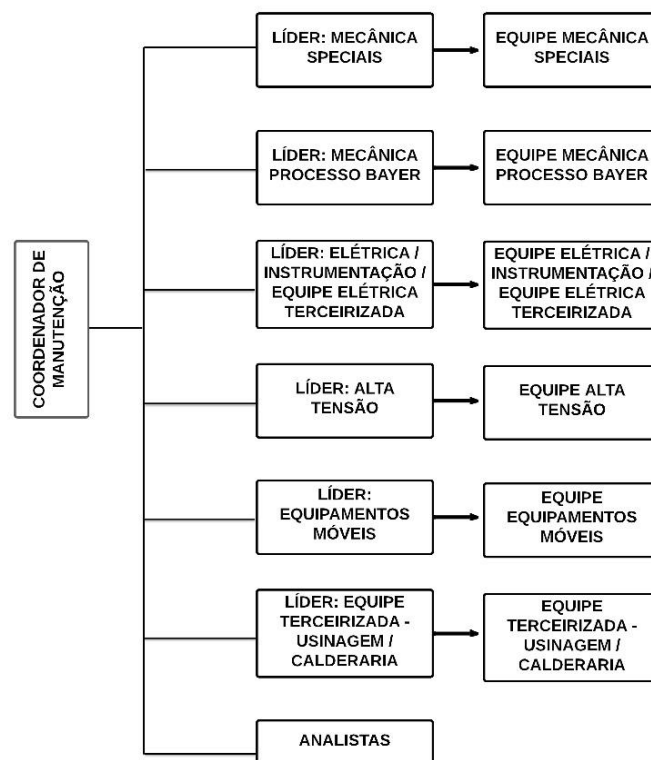 COORDENADOR DE
MANUTENÇÃO
LÍDER: MECÂNICA
SPECIAIS
EQUIPE MECÂNICA
SPECIAIS
LÍDER: MECÂNICA
PROCESSO BAYER
EQUIPE MECÂNICA
PROCESSO BAYER
LÍDER: ELÉTRICA /
INSTRUMENTAÇÃO /
EQUIPE ELÉTRICA
TERCEIRIZADA
EQUIPE ELÉTRICA /
INSTRUMENTAÇÃO /
EQUIPE ELÉTRICA
TERCEIRIZADA
LÍDER: ALTA
TENSÃO
EQUIPE ALTA
TENSÃO
LÍDER:
EQUIPAMENTOS
MÓVEIS
EQUIPE
EQUIPAMENTOS
MÓVEIS
LÍDER: EQUIPE
TERCEIRIZADA -
USINAGEM /
CALDERARIA
EQUIPE
TERCEIRIZADA -
USINAGEM /
CALDERARIA
ANALISTAS